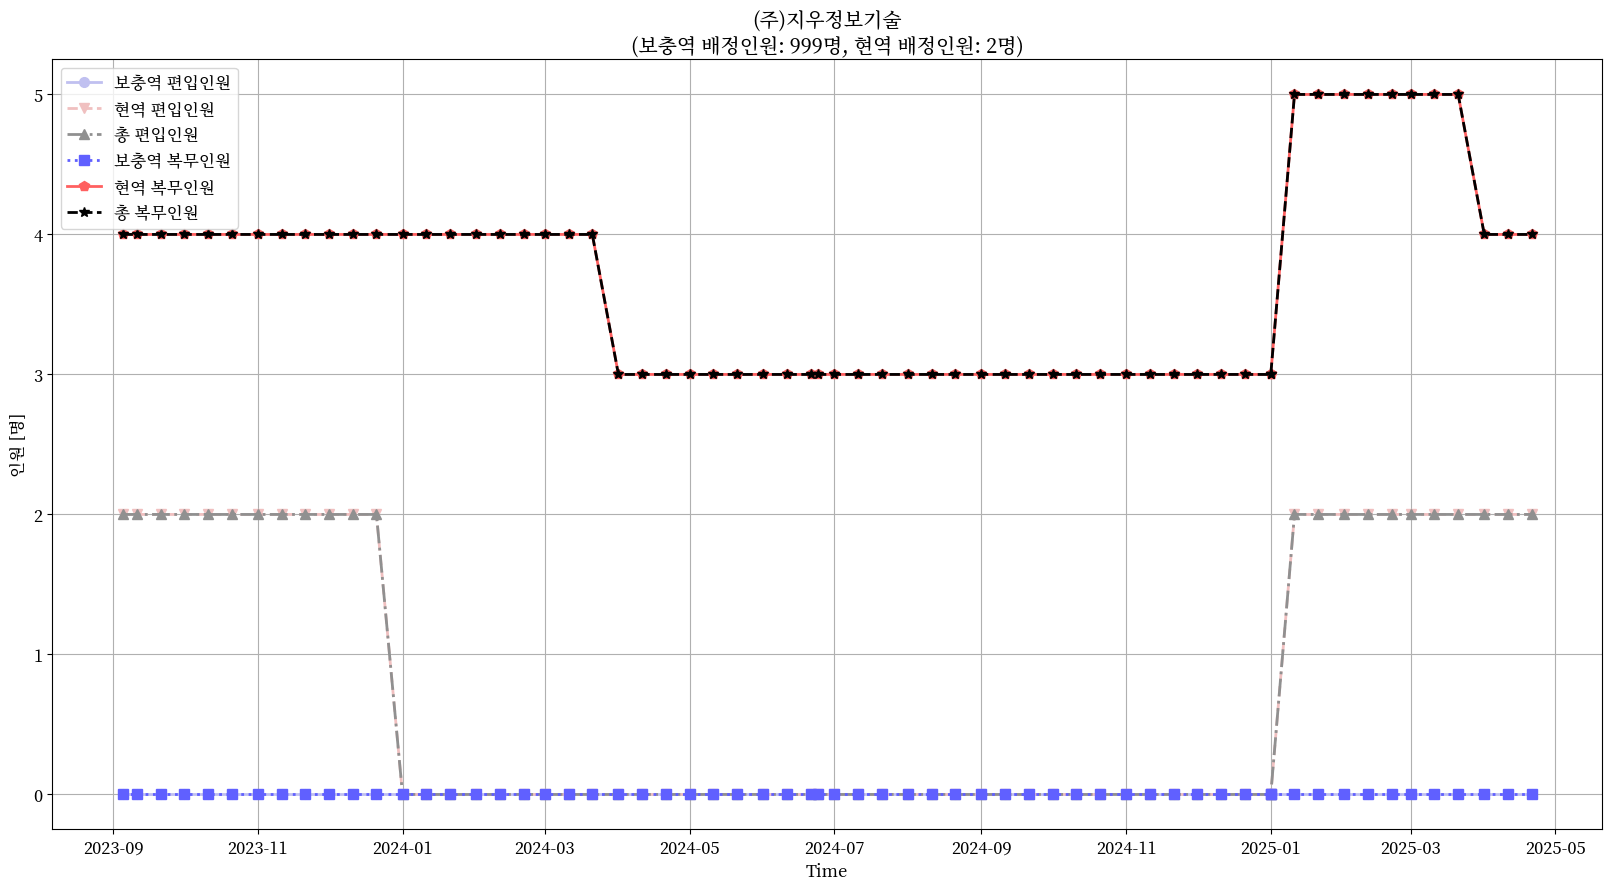 (주)지우정보기술
(보충역 배정인원: 999명, 현역 배정인원: 2명)
보충역 편입인원
현역 편입인원
총 편입인원
보충역 복무인원
현역 복무인원
총 복무인원
인원 [명]
5
4
3
2
1
0
2023-09
2023-11
2024-01
2024-03
2024-05
2024-07
2024-09
2024-11
2025-01
2025-03
2025-05
Time